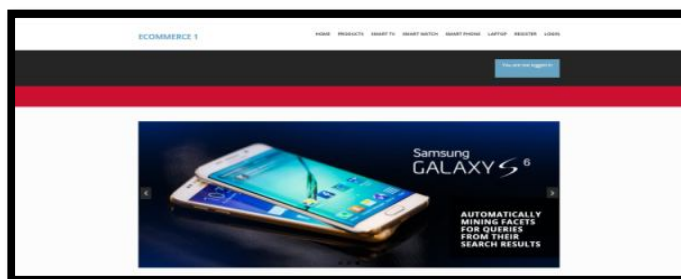 ECOMMERCE 1
HOME PRODUCTS SMART TV SMART WATCH SMART PHONE LAPTOP REGISTER LOGIN
You are not logged in
Samsung
GALAXY S 6
AUTOMATICALLY
MINING FACETS
FOR QUERIES
FROM THEIR
SEARCH RESULTS